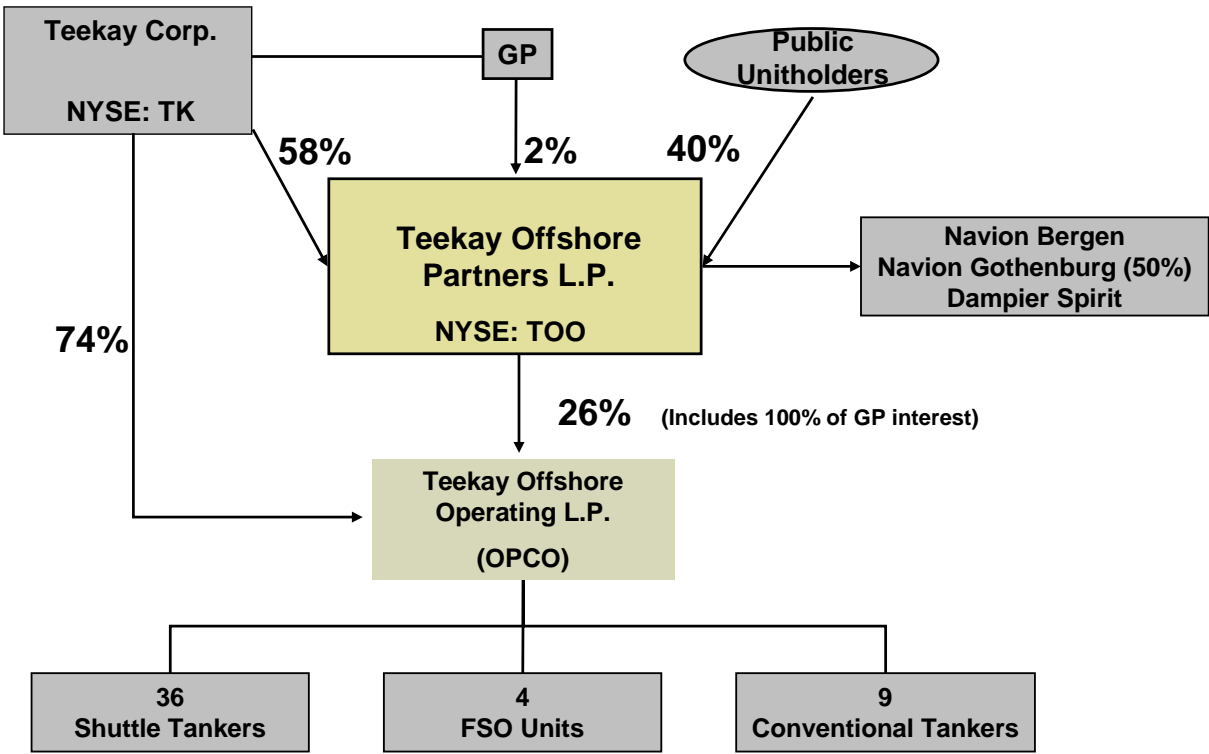 Teekay Corp.
NYSE: TK
GP
Public
Unitholders
58%
2%
40%
Teekay Offshore
Partners L.P.
NYSE: TOO
Navion Bergen
Navion Gothenburg (50%)
Dampier Spirit
74%
26% (Includes 100% of GP interest)
Teekay Offshore
Operating L.P.
(OPCO)
36
Shuttle Tankers
4
FSO Units
9
Conventional Tankers